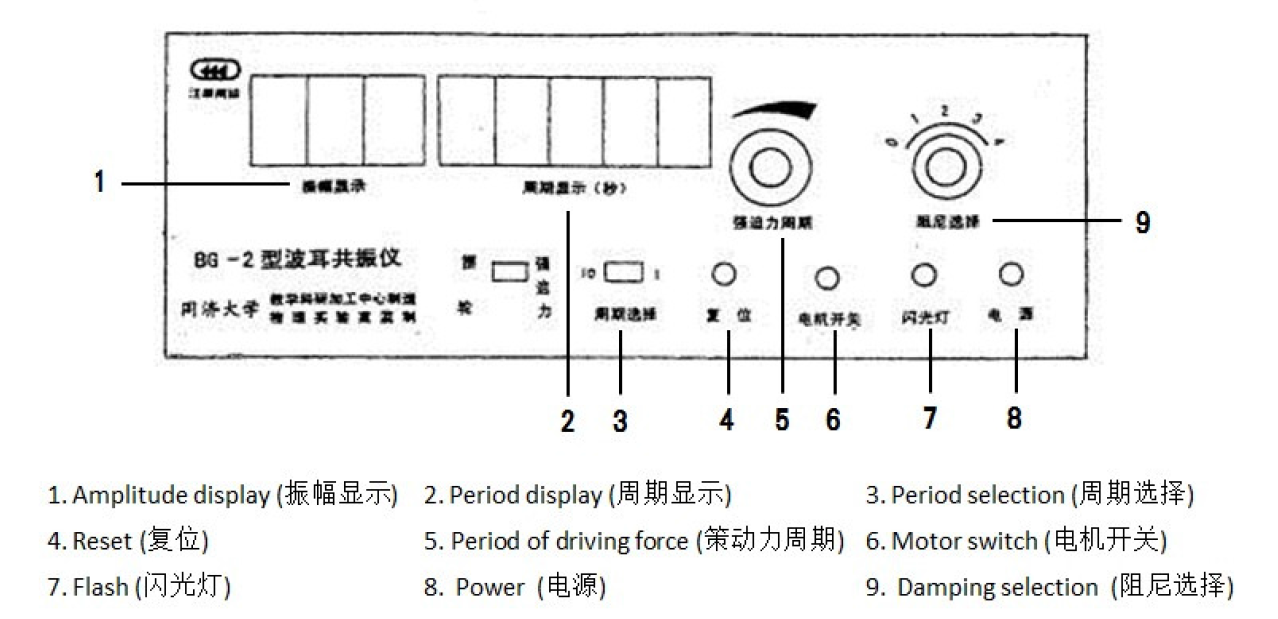 0 1 2 3 4
1
振幅显示
周期显示(秒)
强迫力周期
阻尼选择
9
BG-2型波耳共振仪
摆轮
强迫力
10
1
同济大学
教学科研加工中心制造
物理实验室监制
周期选择
复位
电机开关
闪光灯
电源
2
3
4
5
6
7
8
1. Amplitude display (振幅显示) 2. Period display (周期显示) 3. Period selection (周期选择)
4. Reset (复位) 5. Period of driving force (策动力周期) 6. Motor switch (电机开关)
7. Flash (闪光灯) 8. Power (电源) 9. Damping selection (阻尼选择)